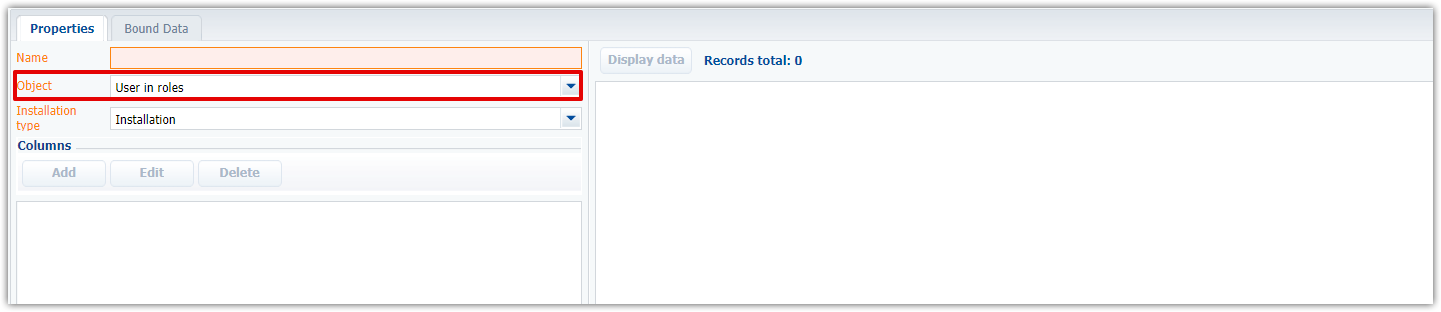 Properties
Bound Data
Name
Object
User in roles
Installation
type
Installation
Columns
Add
Edit
Delete
Display data
Records total: 0